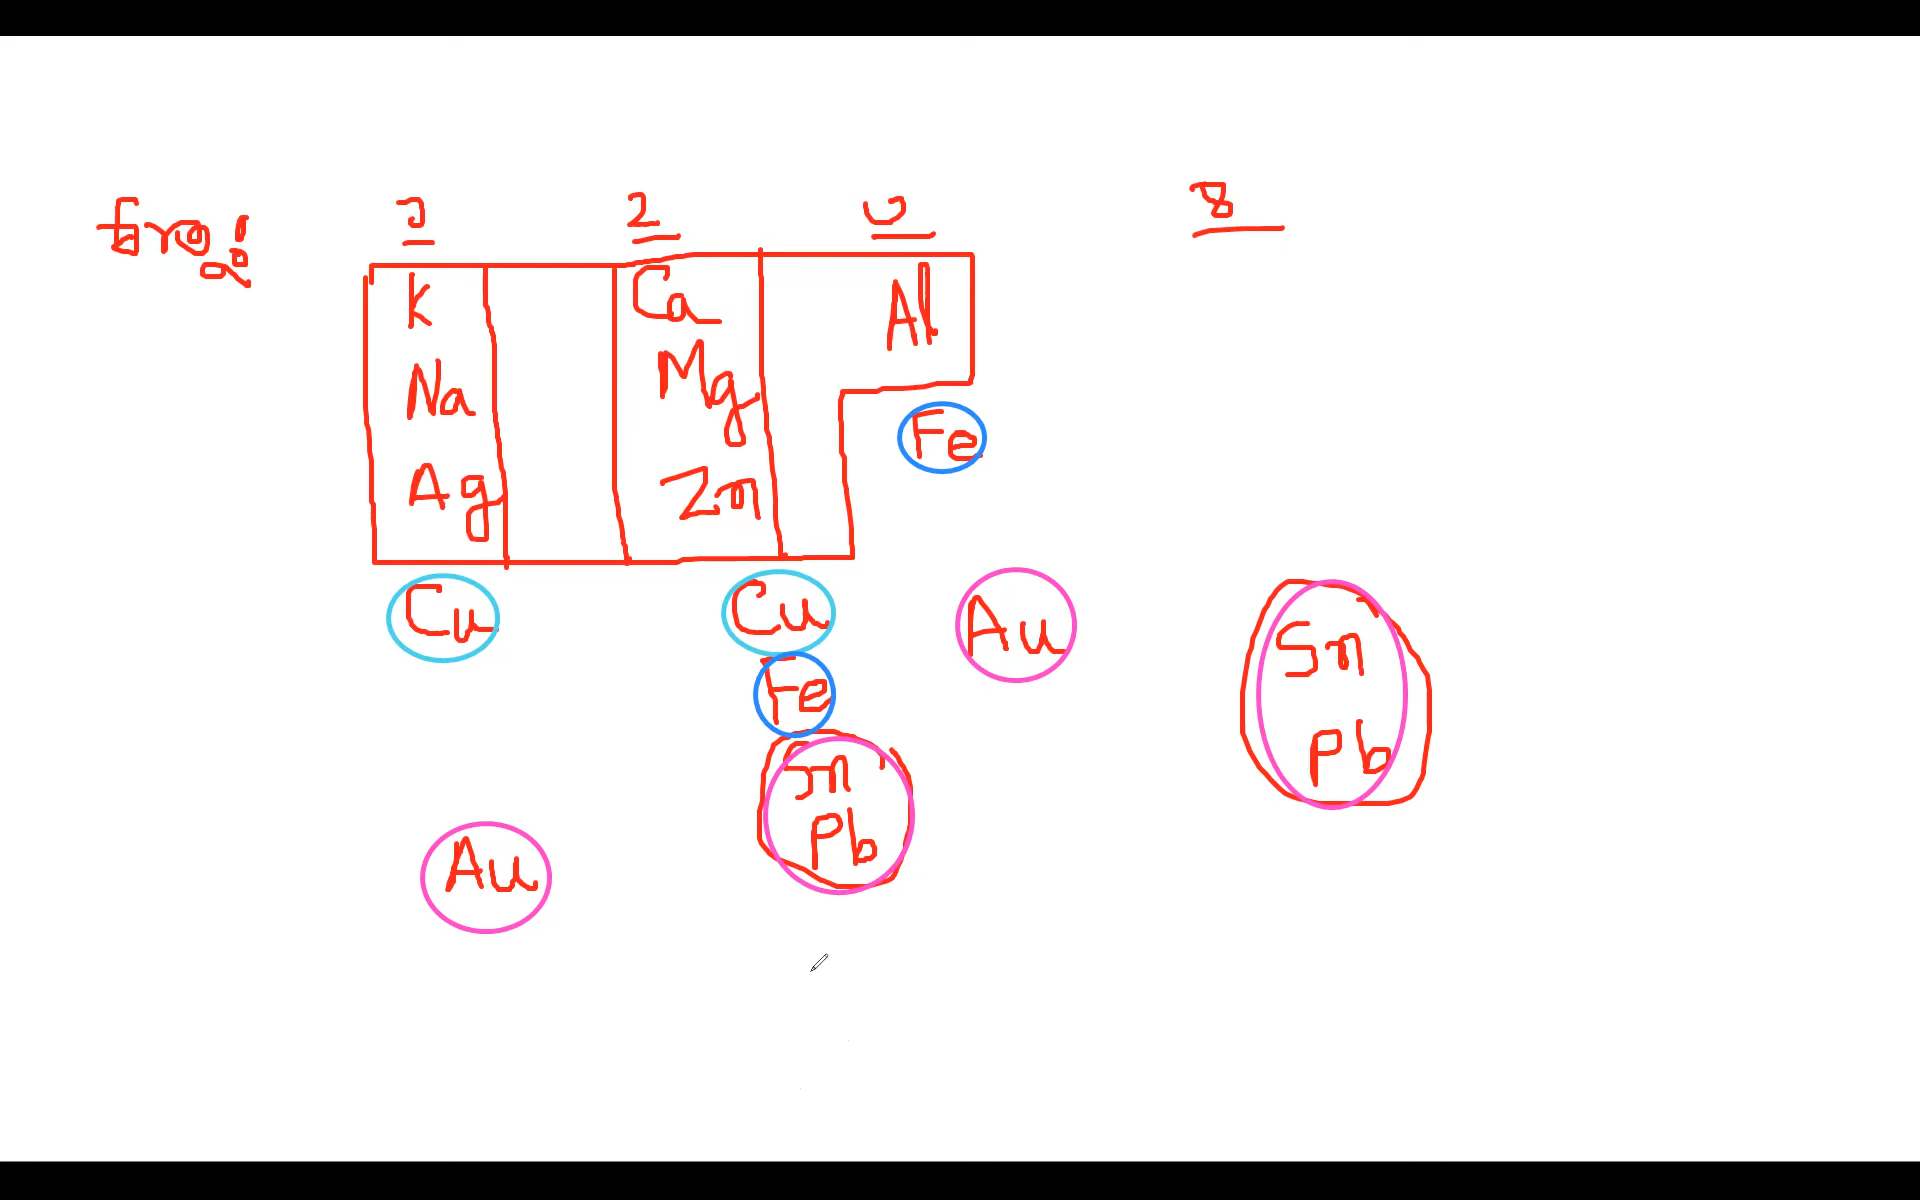 ১ ২ ৩ ৪
K Ca Al
Na Mg Fe
Ag Zn
Cu Cu Au Sn
Fe Pb
Sn
Au Pb